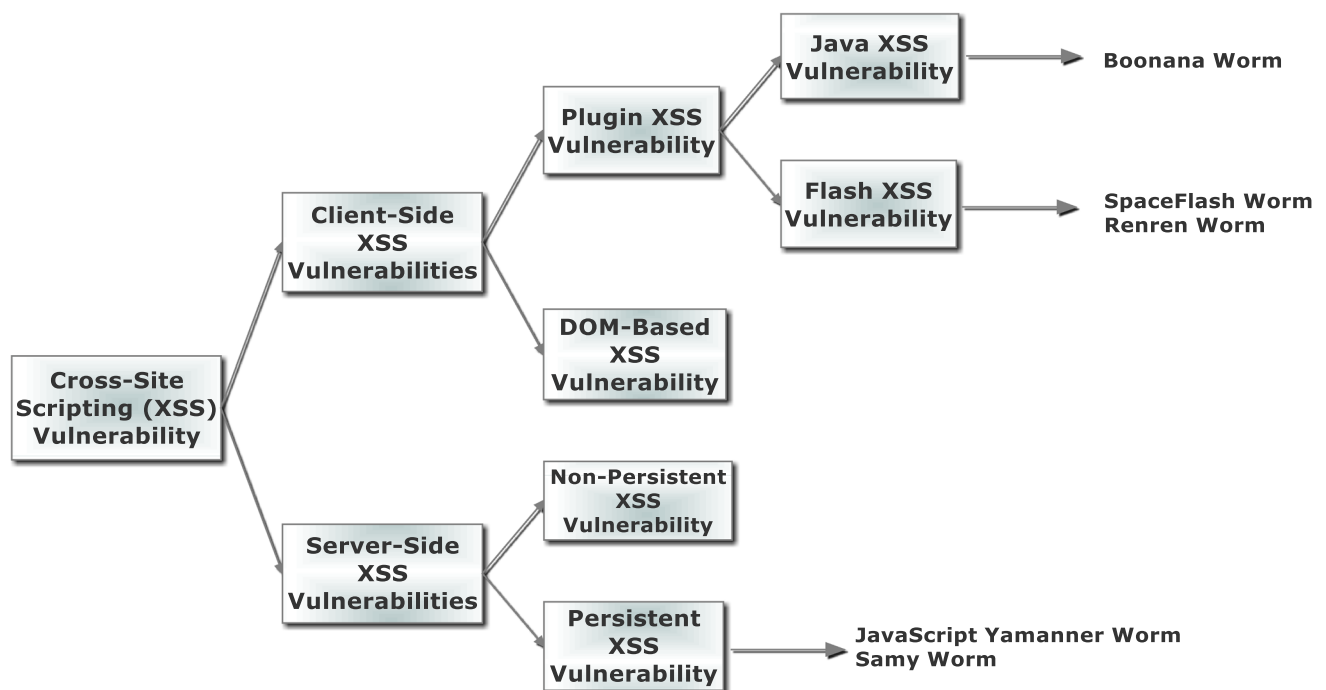 Java XSS
Vulnerability
Boonana Worm
Plugin XSS
Vulnerability
Flash XSS
Vulnerability
SpaceFlash Worm
Renren Worm
Client-Side
XSS
Vulnerabilities
DOM-Based
XSS
Vulnerability
Cross-Site
Scripting (XSS)
Vulnerability
Non-Persistent
XSS
Vulnerability
Server-Side
XSS
Vulnerabilities
Persistent
XSS
Vulnerability
JavaScript Yamanner Worm
Samy Worm